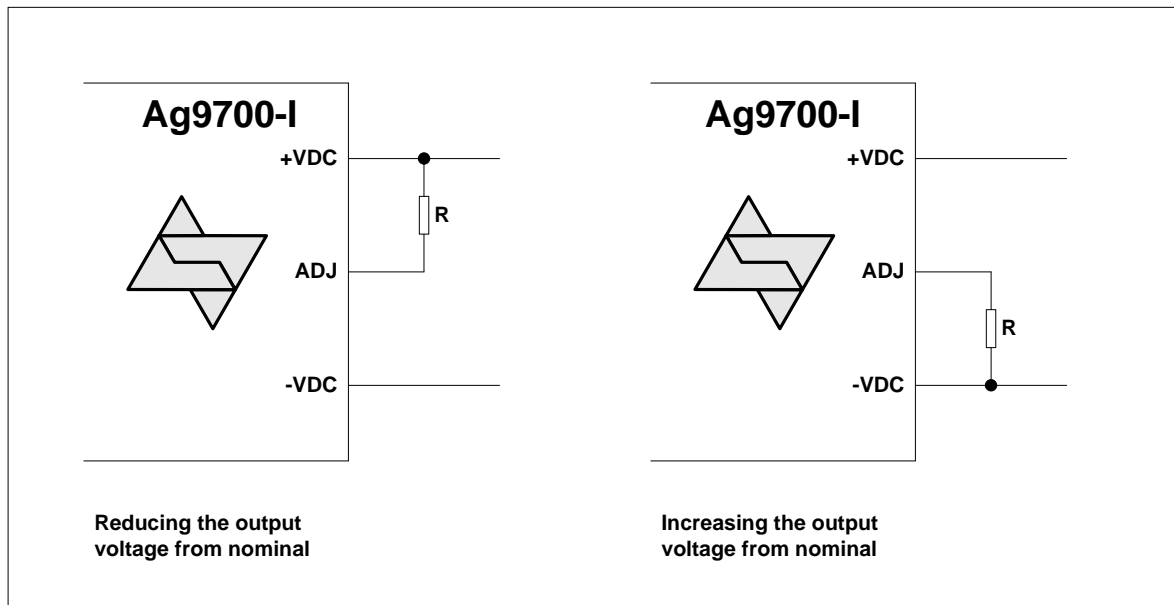 Ag9700-I
+VDC
R
ADJ
-VDC
Reducing the output
voltage from nominal
Ag9700-I
+VDC
ADJ
R
-VDC
Increasing the output
voltage from nominal